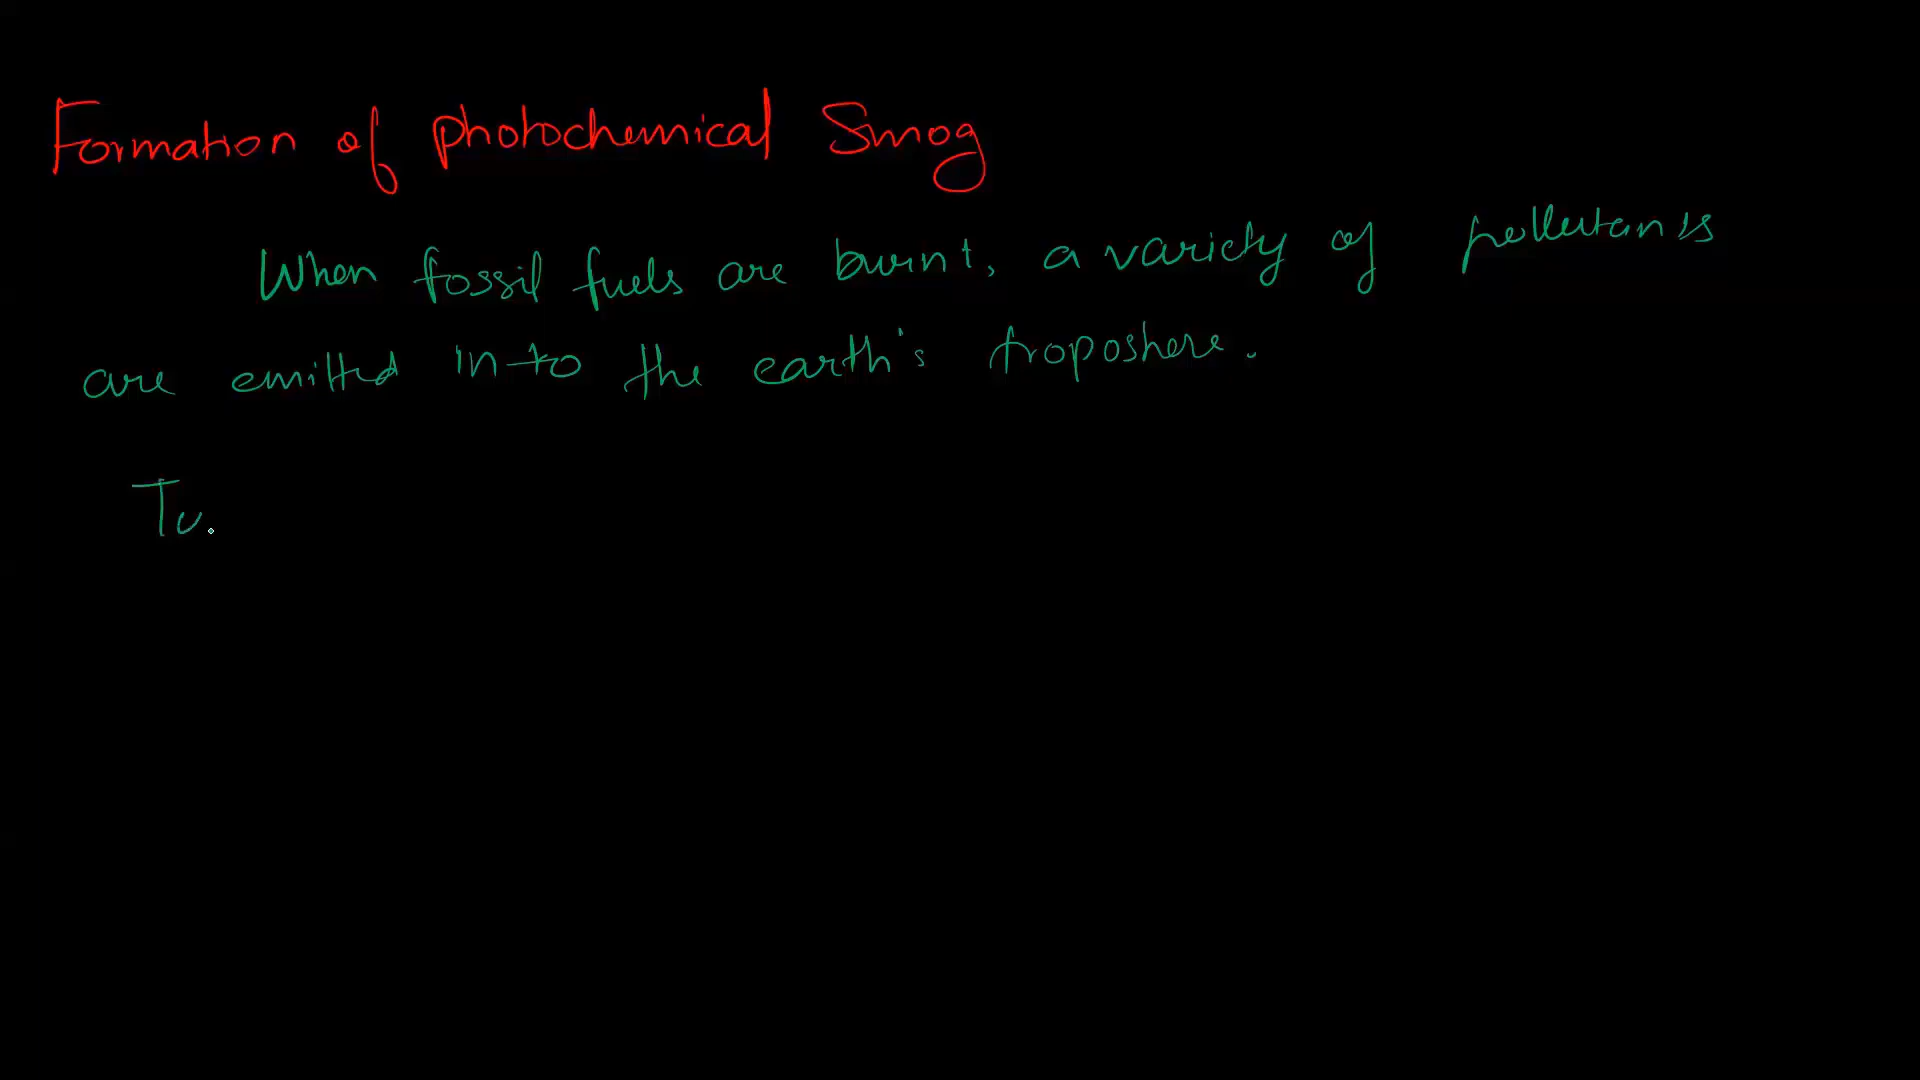 Formation of photochemical Smog
When fossil fuels are burnt, a variety of pollutants
are emitted into the earth's troposhere.